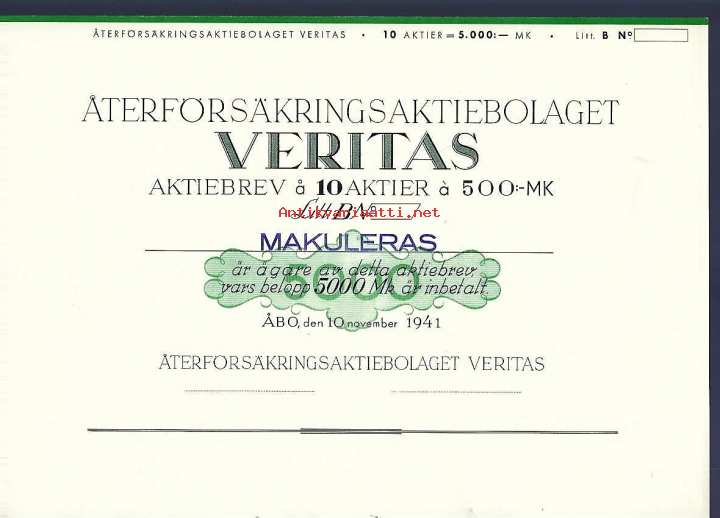 ÅTERFÖRSÄKRINGSAKTIEBOLAGET VERITAS • 10 AKTIER = 5.000:— MK • Litt. B Nº
ÅTERFÖRSÄKRINGSAKTIEBOLAGET
VERITAS
AKTIEBREV å 10 AKTIER à 500:-MK
Litt B Nº
Antikvariaatti.net
MAKULERAS
5000
är ägare av detta aktiebrev
vars belopp 5000 Mk är inbetalt.
ÅBO, den 10 november 1941
ÅTERFÖRSÄKRINGSAKTIEBOLAGET VERITAS